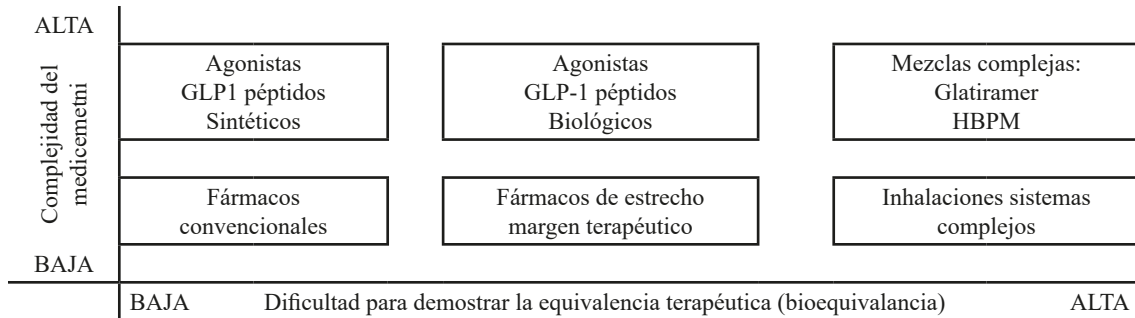 ALTA
Complejidad del
medicemetni
Agonistas
GLP1 péptidos
Sintéticos
Agonistas
GLP-1 péptidos
Biológicos
Mezclas complejas:
Glatiramer
HBPM
Fármacos
convencionales
Fármacos de estrecho
margen terapéutico
Inhalaciones sistemas
complejos
BAJA
BAJA Dificultad para demostrar la equivalencia terapéutica (bioequivalancia) ALTA